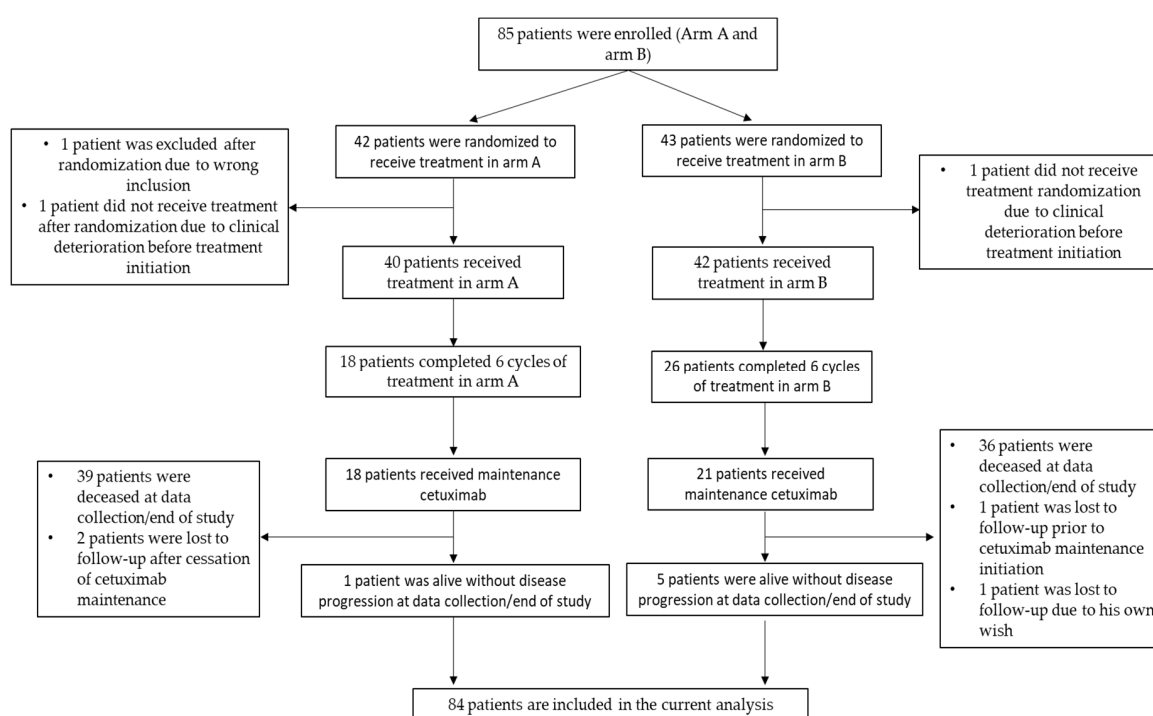 85 patients were enrolled (Arm A and
arm B)
42 patients were randomized to
receive treatment in arm A
43 patients were randomized to
receive treatment in arm B
• 1 patient was excluded after
randomization due to wrong
inclusion
• 1 patient did not receive treatment
after randomization due to clinical
deterioration before treatment
initiation
• 1 patient did not receive
treatment randomization
due to clinical
deterioration before
treatment initiation
40 patients received
treatment in arm A
42 patients received
treatment in arm B
18 patients completed 6 cycles of
treatment in arm A
26 patients completed 6 cycles
of treatment in arm B
18 patients received maintenance
cetuximab
21 patients received
maintenance cetuximab
• 39 patients were
deceased at data
collection/end of study
• 2 patients were lost to
follow-up after cessation
of cetuximab
maintenance
• 36 patients were
deceased at data
collection/end of study
• 1 patient was lost to
follow-up prior to
cetuximab maintenance
initiation
• 1 patient was lost to
follow-up due to his own
wish
1 patient was alive without disease
progression at data collection/end of study
5 patients were alive without disease
progression at data collection/end of study
84 patients are included in the current analysis